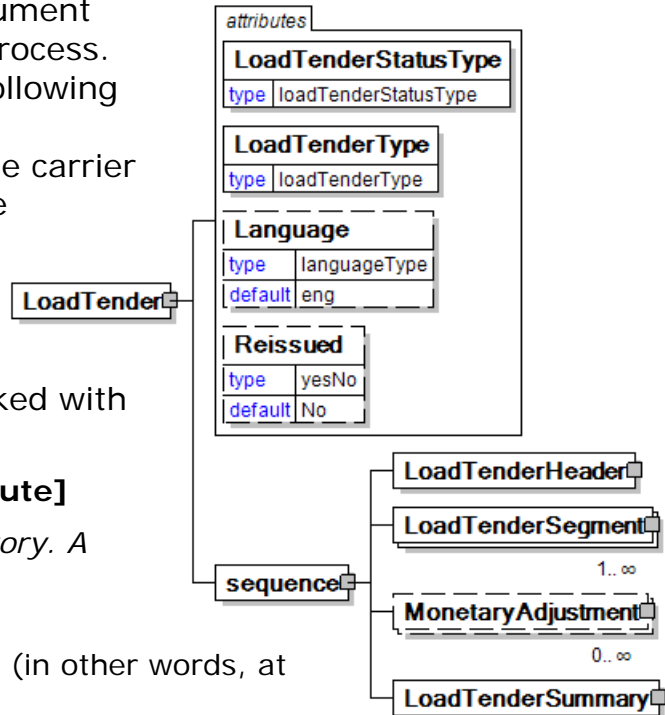 ument
rocess.
ollowing
e carrier
e
ked with
ute]
ory. A
(in other words, at
attributes
LoadTenderStatusType
type loadTenderStatusType
LoadTenderType
type loadTenderType
Language
type languageType
default eng
Reissued
type yesNo
default No
LoadTender
sequence
LoadTenderHeader
LoadTenderSegment
1.. ∞
MonetaryAdjustment
0.. ∞
LoadTenderSummary